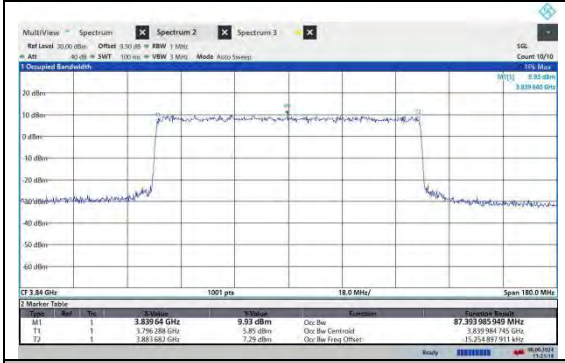 MultiView Spectrum Spectrum 2 Spectrum 3
Ref Level 30.00 dBm Offset 9.50 dB RBW 1 MHz SGL
Att 40 dB SWT 100 ms VBW 3 MHz Mode Auto Sweep Count 10/10
1 Occupied Bandwidth 1Pk Max
M1[1] 9.93 dBm
3.839 640 GHz
20 dBm
10 dBm
0 dBm
-10 dBm
-20 dBm
-30 dBm
-40 dBm
-50 dBm
-60 dBm
M1
T1
T2
CF 3.84 GHz 1001 pts 18.0 MHz/ Span 180.0 MHz
2 Marker Table
Type Ref Trc X-Value Y-Value Function Function Result
M1 1 3.839 64 GHz 9.93 dBm Occ Bw 87.393 985 949 MHz
T1 1 3.796 288 GHz 5.85 dBm Occ Bw Centroid 3.839 984 745 GHz
T2 1 3.883 682 GHz 7.29 dBm Occ Bw Freq Offset -15.254 897 911 kHz
Ready